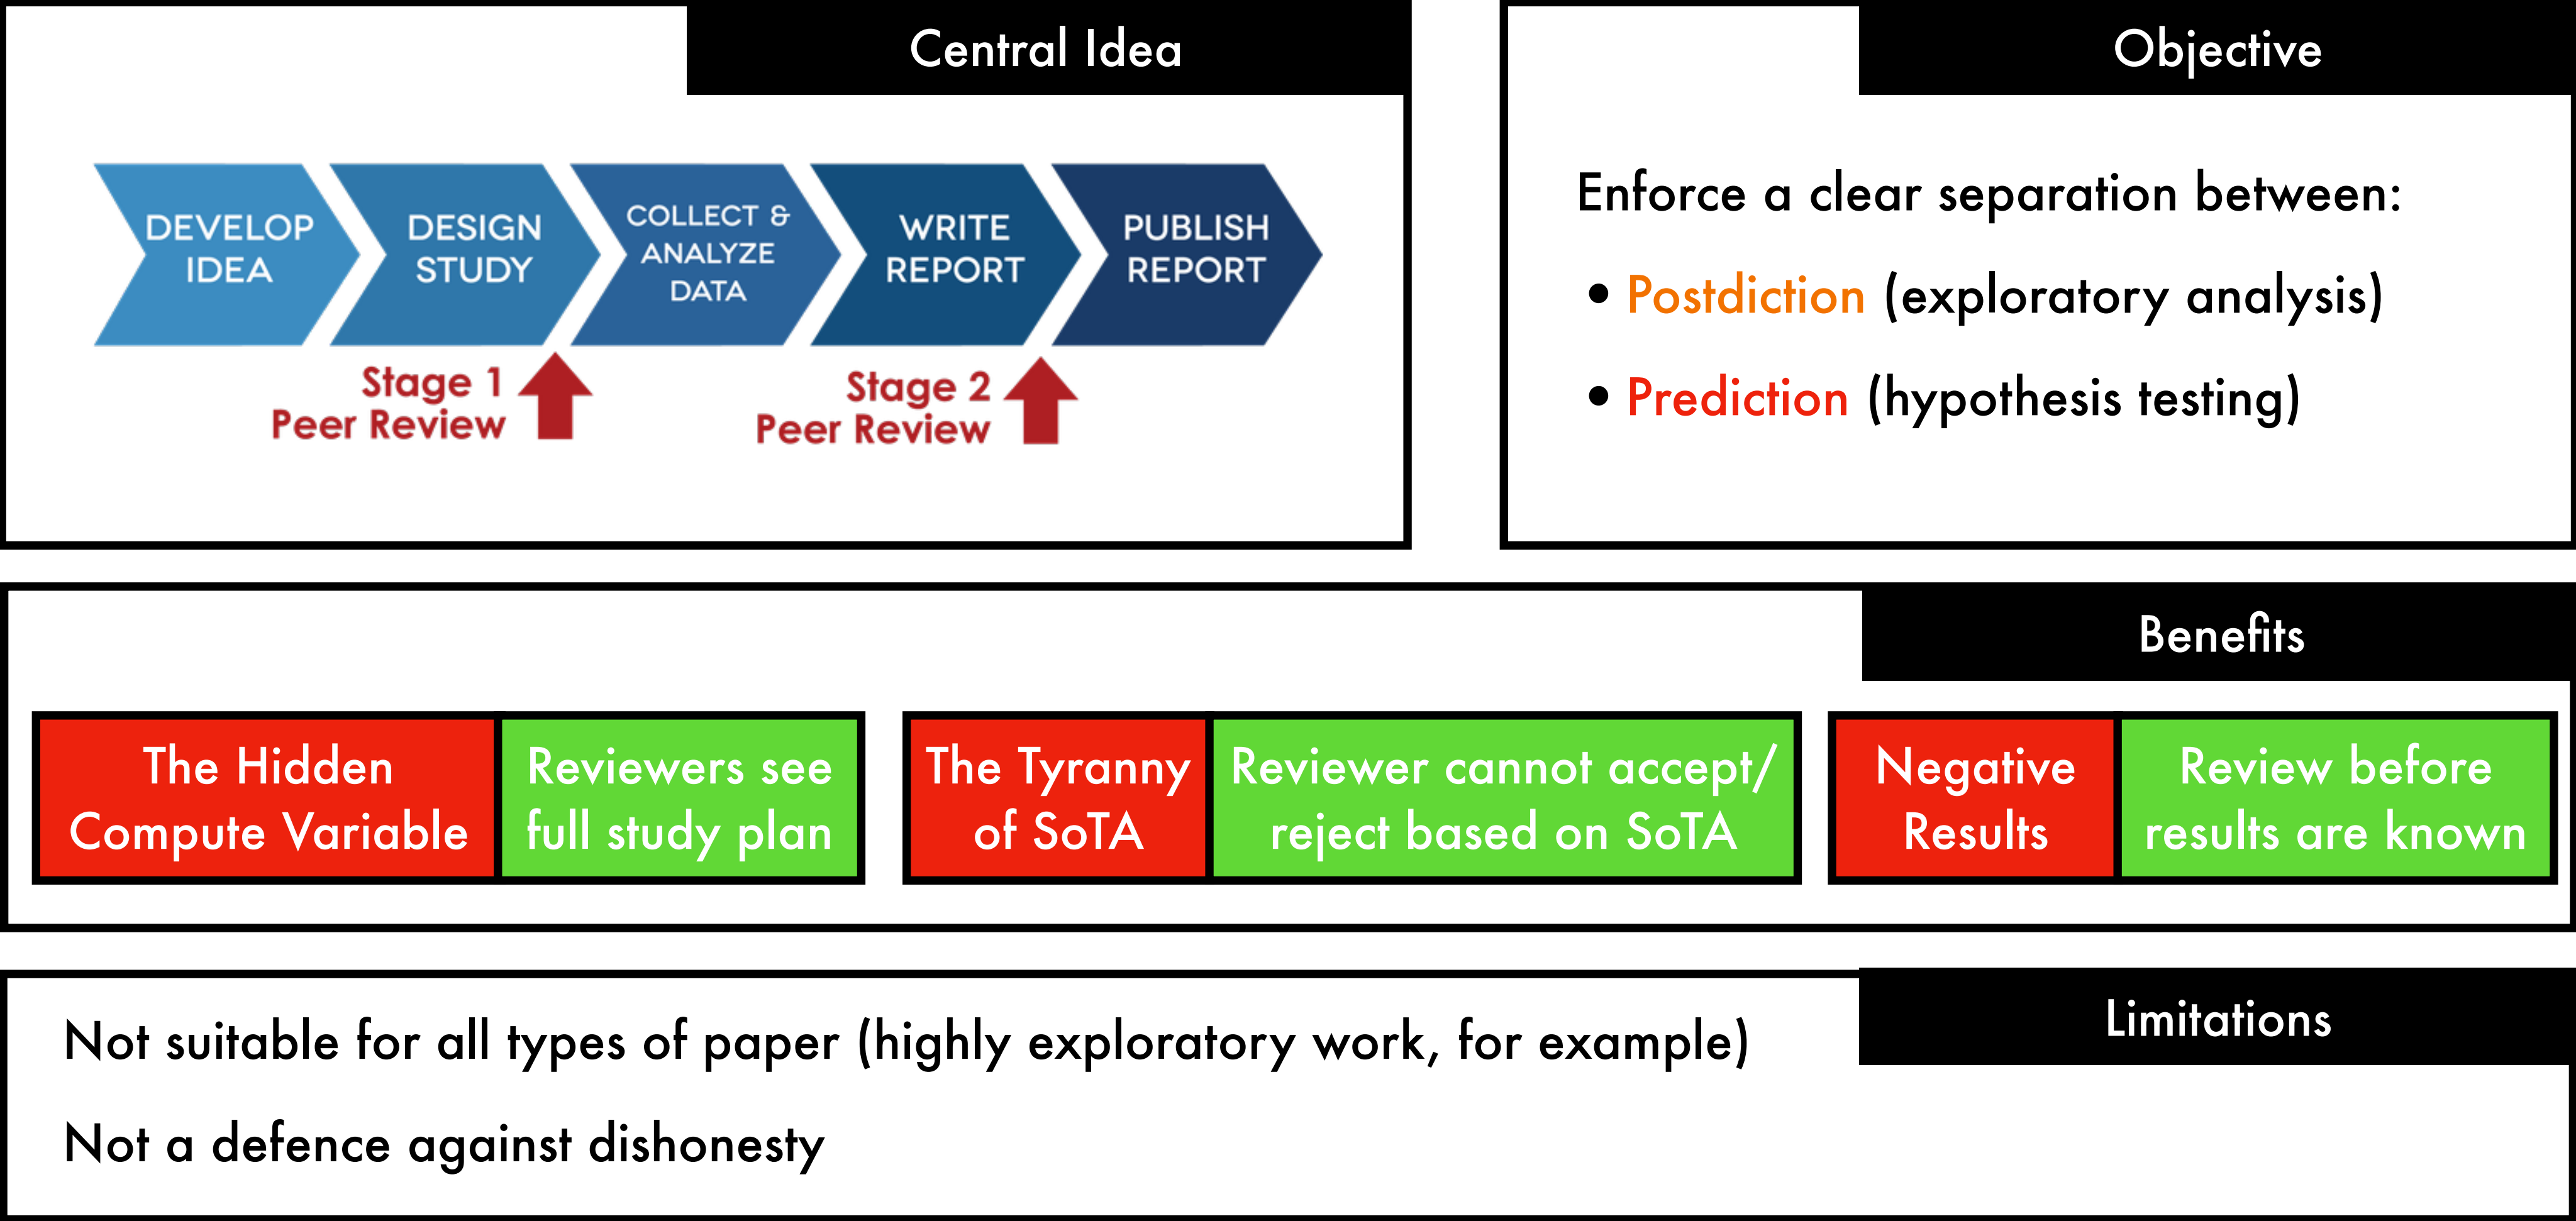 Central Idea
DEVELOP
IDEA
DESIGN
STUDY
COLLECT &
ANALYZE
DATA
WRITE
REPORT
PUBLISH
REPORT
Stage 1
Peer Review
Stage 2
Peer Review
Objective
Enforce a clear separation between:
• Postdiction (exploratory analysis)
• Prediction (hypothesis testing)
Benefits
The Hidden
Compute Variable
Reviewers see
full study plan
The Tyranny
of SoTA
Reviewer cannot accept/
reject based on SoTA
Negative
Results
Review before
results are known
Limitations
Not suitable for all types of paper (highly exploratory work, for example)
Not a defence against dishonesty